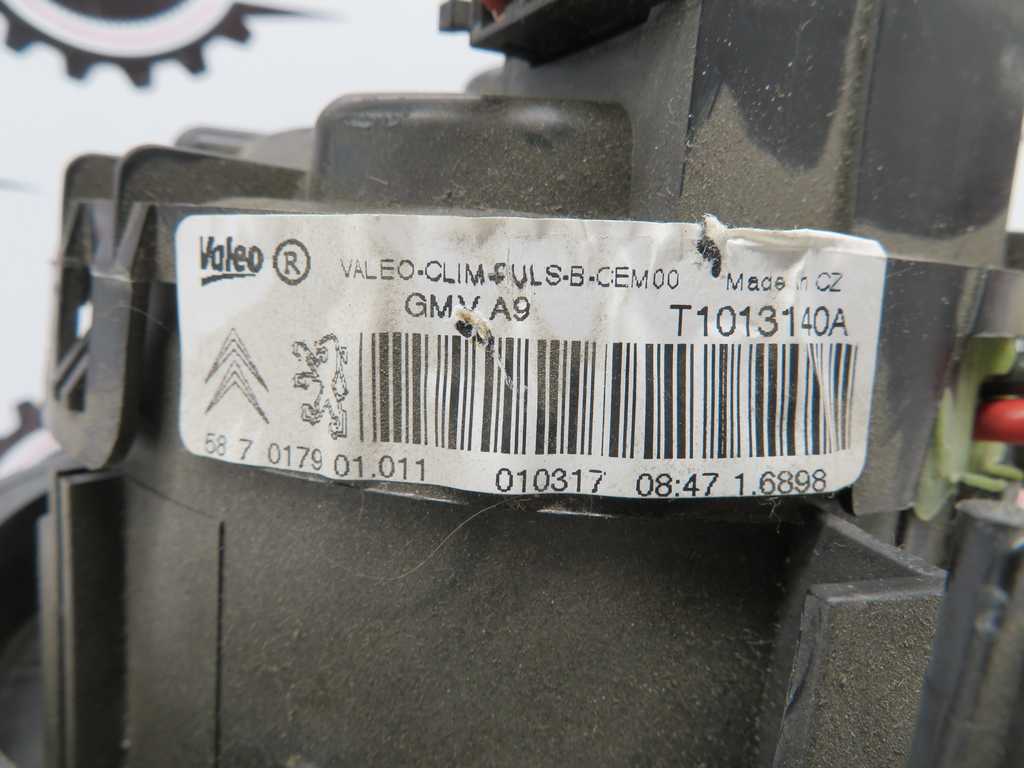 Valeo ® VALEO-CLIM-PULS-B-CEM00 Made in CZ
GMV A9 T1013140A
58 7 0179 01.011 010317 08:47 1.6898